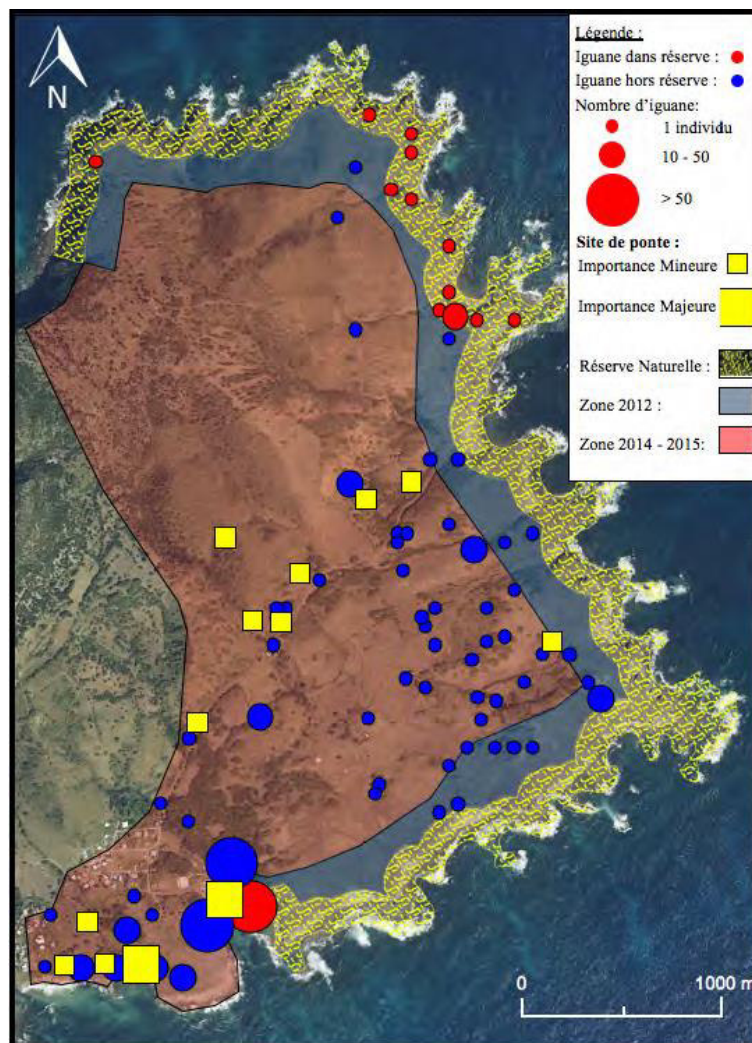 N
Légende :
Iguane dans réserve :
Iguane hors réserve :
Nombre d'iguane:
1 individu
10 - 50
> 50
Site de ponte :
Importance Mineure
Importance Majeure
Réserve Naturelle :
Zone 2012 :
Zone 2014 - 2015:
0 1000 m